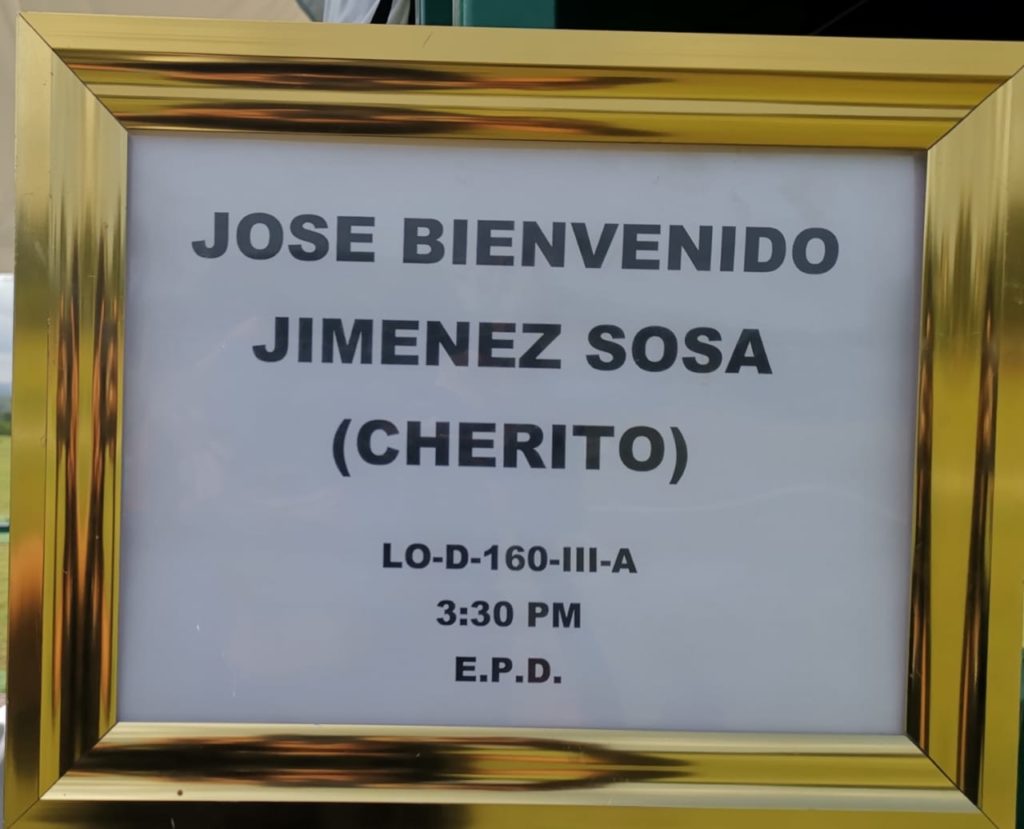 JOSE BIENVENIDO
JIMENEZ SOSA
(CHERITO)
LO-D-160-III-A
3:30 PM
E.P.D.